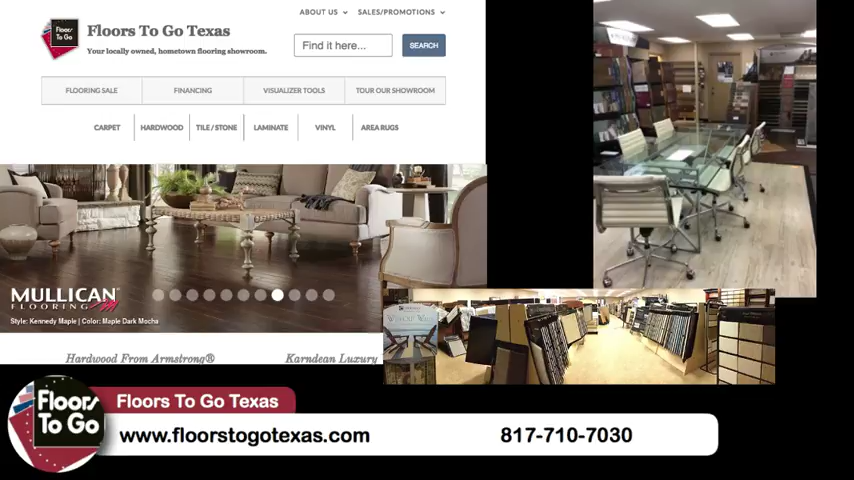 ABOUT US
SALES/PROMOTIONS
Floors To Go
Floors To Go Texas
Your locally owned, hometown flooring showroom.
Find it here...
SEARCH
FLOORING SALE
FINANCING
VISUALIZER TOOLS
TOUR OUR SHOWROOM
CARPET
HARDWOOD
TILE / STONE
LAMINATE
VINYL
AREA RUGS
MULLICAN
FLOORING
Style: Kennedy Maple | Color: Maple Dark Mocha
Hardwood From Armstrong®
Karndean Luxury
Floors
To Go
Floors To Go Texas
www.floorstogotexas.com
817-710-7030